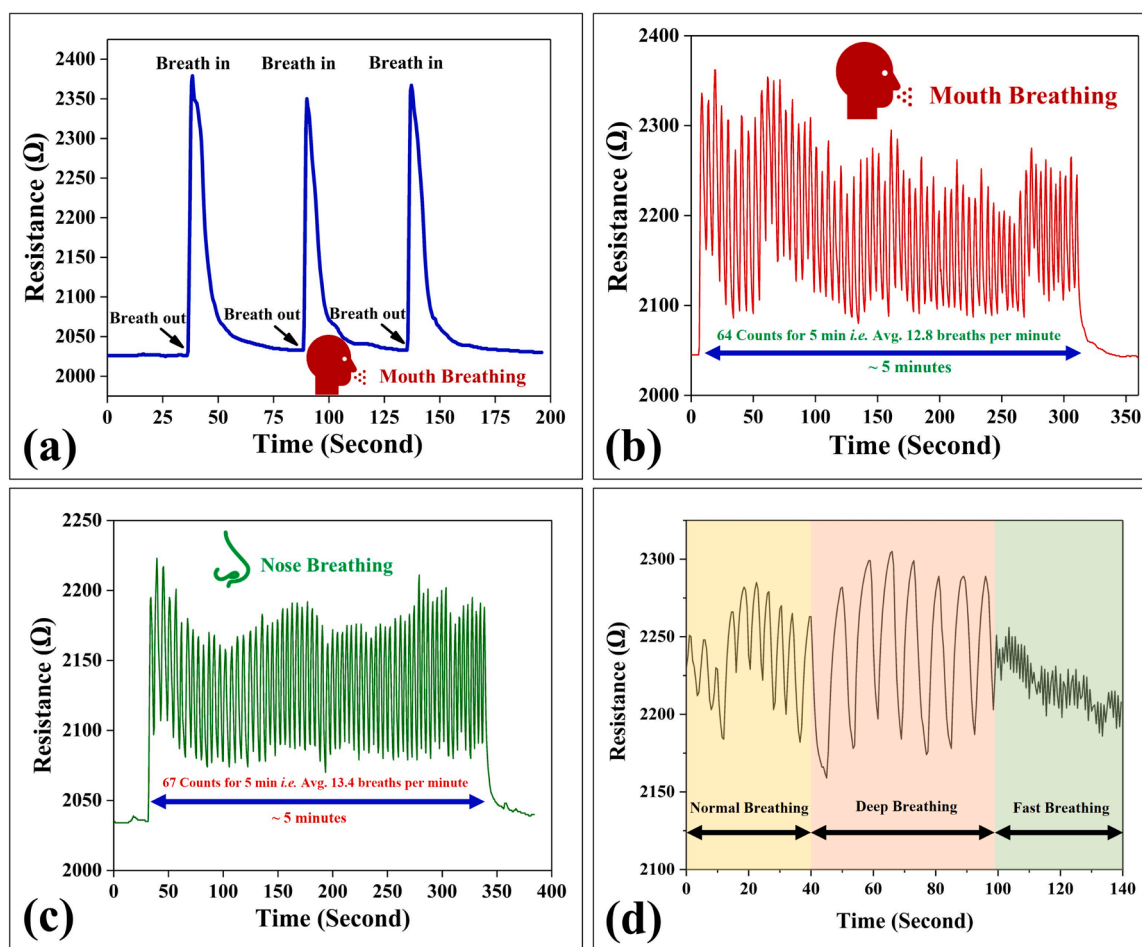 Breath in Breath in Breath in
Breath out Breath out Breath out
Mouth Breathing
2400
2350
2300
2250
2200
2150
2100
2050
2000
Resistance (Ω)
0 25 50 75 100 125 150 175 200
Time (Second)
(a)
Mouth Breathing
64 Counts for 5 min i.e. Avg. 12.8 breaths per minute
~ 5 minutes
2400
2300
2200
2100
2000
Resistance (Ω)
0 50 100 150 200 250 300 350
Time (Second)
(b)
Nose Breathing
67 Counts for 5 min i.e. Avg. 13.4 breaths per minute
~ 5 minutes
2250
2200
2150
2100
2050
2000
Resistance (Ω)
0 50 100 150 200 250 300 350 400
Time (Second)
(c)
Normal Breathing Deep Breathing Fast Breathing
2300
2250
2200
2150
2100
Resistance (Ω)
0 20 40 60 80 100 120 140
Time (Second)
(d)